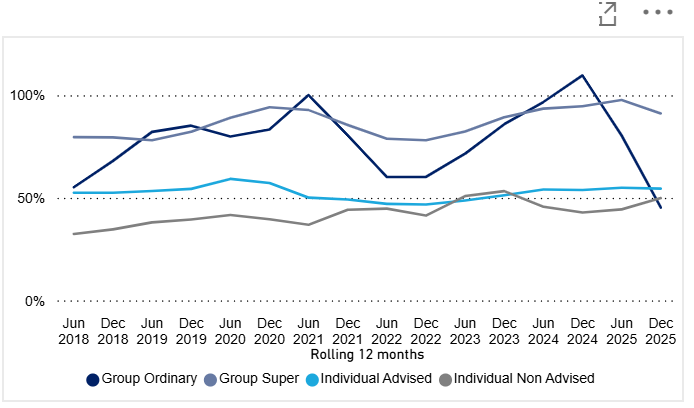 100%
50%
0%
Jun Dec Jun Dec Jun Dec Jun Dec Jun Dec Jun Dec Jun Dec Jun Dec
2018 2018 2019 2019 2020 2020 2021 2021 2022 2022 2023 2023 2024 2024 2025 2025
Rolling 12 months
Group Ordinary Group Super Individual Advised Individual Non Advised